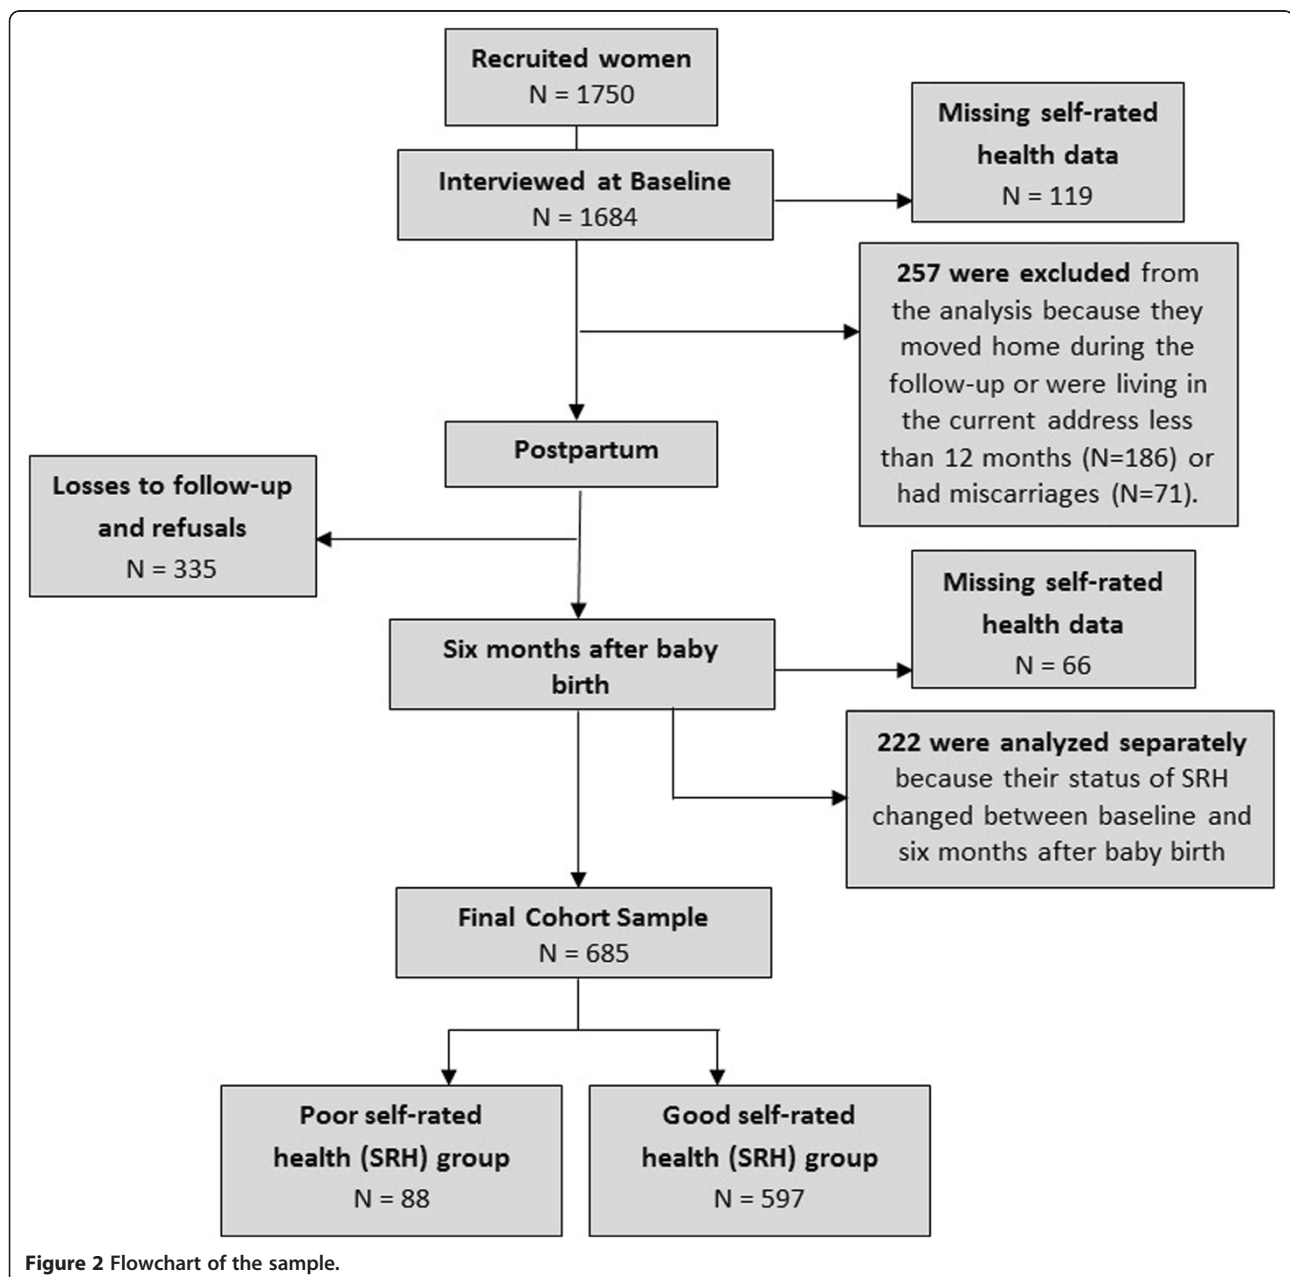 Recruited women
N = 1750
Missing self-rated
health data
N = 119
Interviewed at Baseline
N = 1684
257 were excluded from
the analysis because they
moved home during the
follow-up or were living in
the current address less
than 12 months (N=186) or
had miscarriages (N=71).
Postpartum
Losses to follow-up
and refusals
N = 335
Missing self-rated
health data
N = 66
Six months after baby
birth
222 were analyzed separately
because their status of SRH
changed between baseline and
six months after baby birth
Final Cohort Sample
N = 685
Poor self-rated
health (SRH) group
N = 88
Good self-rated
health (SRH) group
N = 597
Figure 2 Flowchart of the sample.